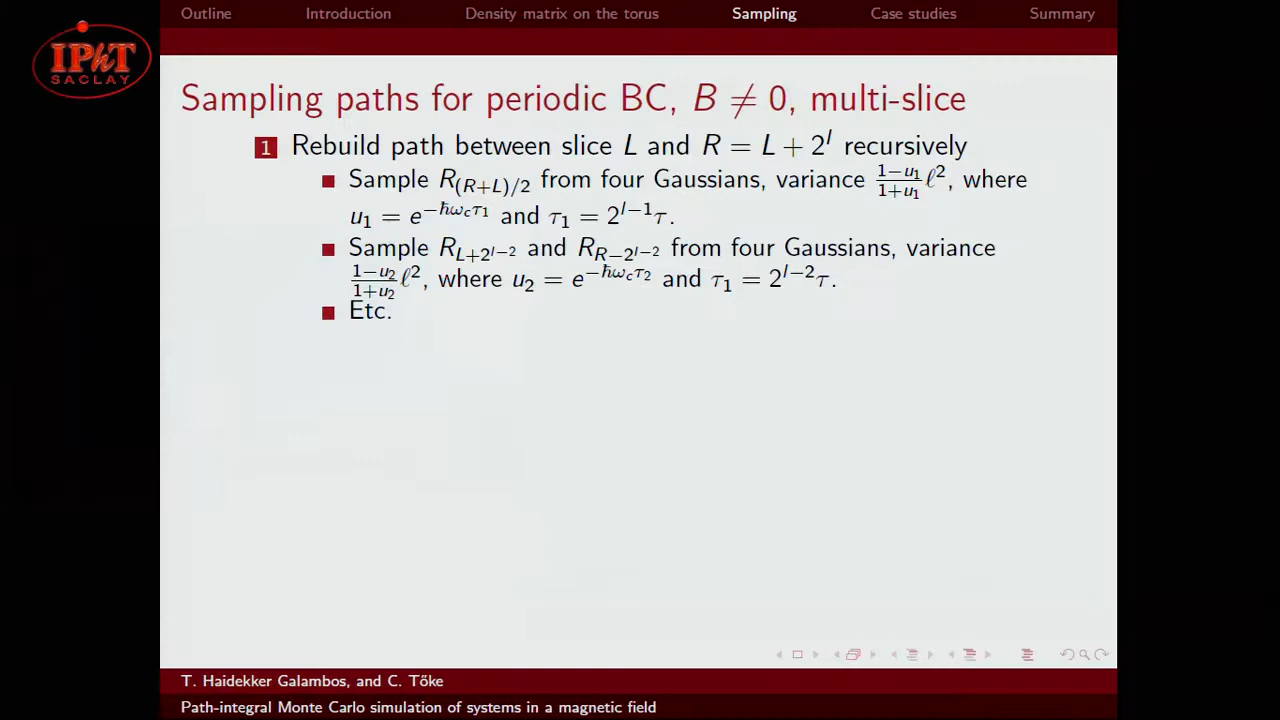 IPhT
SACLAY
Outline Introduction Density matrix on the torus Sampling Case studies Summary
Sampling paths for periodic BC, B ≠ 0, multi-slice
1 Rebuild path between slice L and R = L + 2^l recursively
Sample R_{(R+L)/2} from four Gaussians, variance \frac{1−u_1}{1+u_1}ℓ^2, where
u_1 = e^{−ℏω_cτ_1} and τ_1 = 2^{l−1}τ.
Sample R_{L+2^{l−2}} and R_{R−2^{l−2}} from four Gaussians, variance
\frac{1−u_2}{1+u_2}ℓ^2, where u_2 = e^{−ℏω_cτ_2} and τ_1 = 2^{l−2}τ.
Etc.
T. Haidekker Galambos, and C. Tőke
Path-integral Monte Carlo simulation of systems in a magnetic field